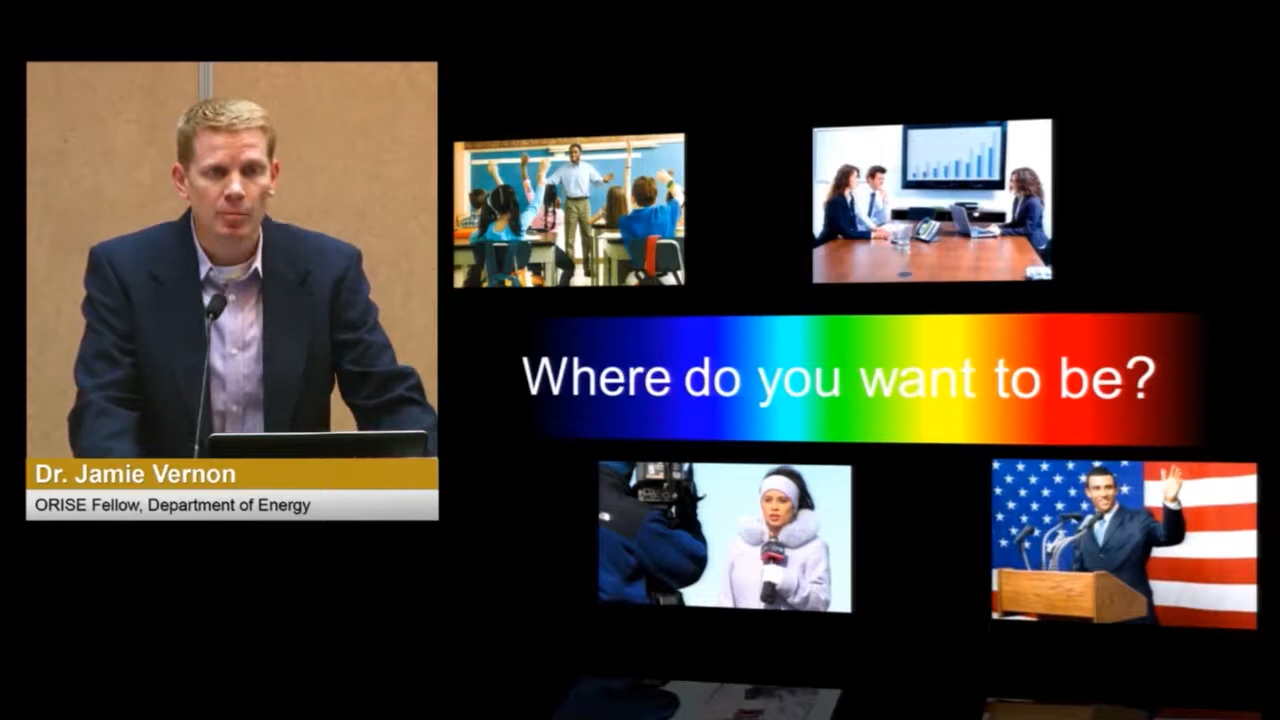 Dr. Jamie Vernon
ORISE Fellow, Department of Energy
Where do you want to be?